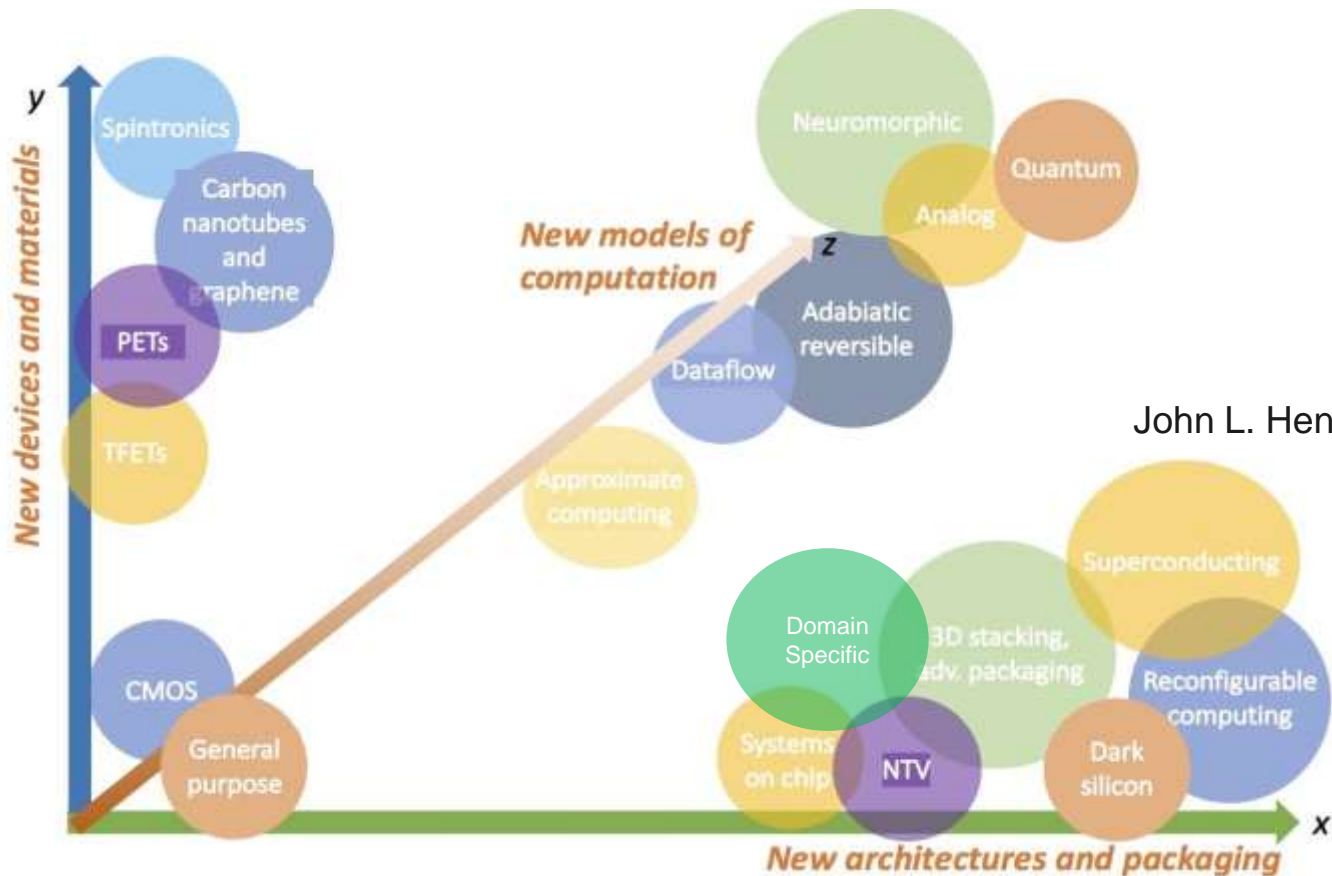 y
New devices and materials
Spintronics
Carbon
nanotubes
and
graphene
PETs
TFETs
CMOS
General
purpose
New models of
computation
z
Neuromorphic
Quantum
Analog
Adabiatic
reversible
Dataflow
Approximate
computing
John L. Hen
Superconducting
Domain
Specific
3D stacking,
adv. packaging
Reconfigurable
computing
Systems
on chip
NTV
Dark
silicon
x
New architectures and packaging